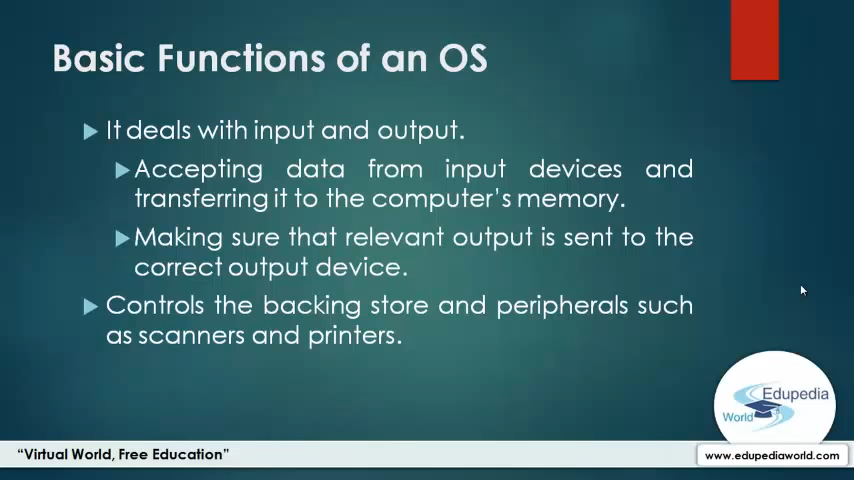 Basic Functions of an OS
It deals with input and output.
Accepting data from input devices and
transferring it to the computer's memory.
Making sure that relevant output is sent to the
correct output device.
Controls the backing store and peripherals such
as scanners and printers.
Edupedia
World
"Virtual World, Free Education"
www.edupediaworld.com